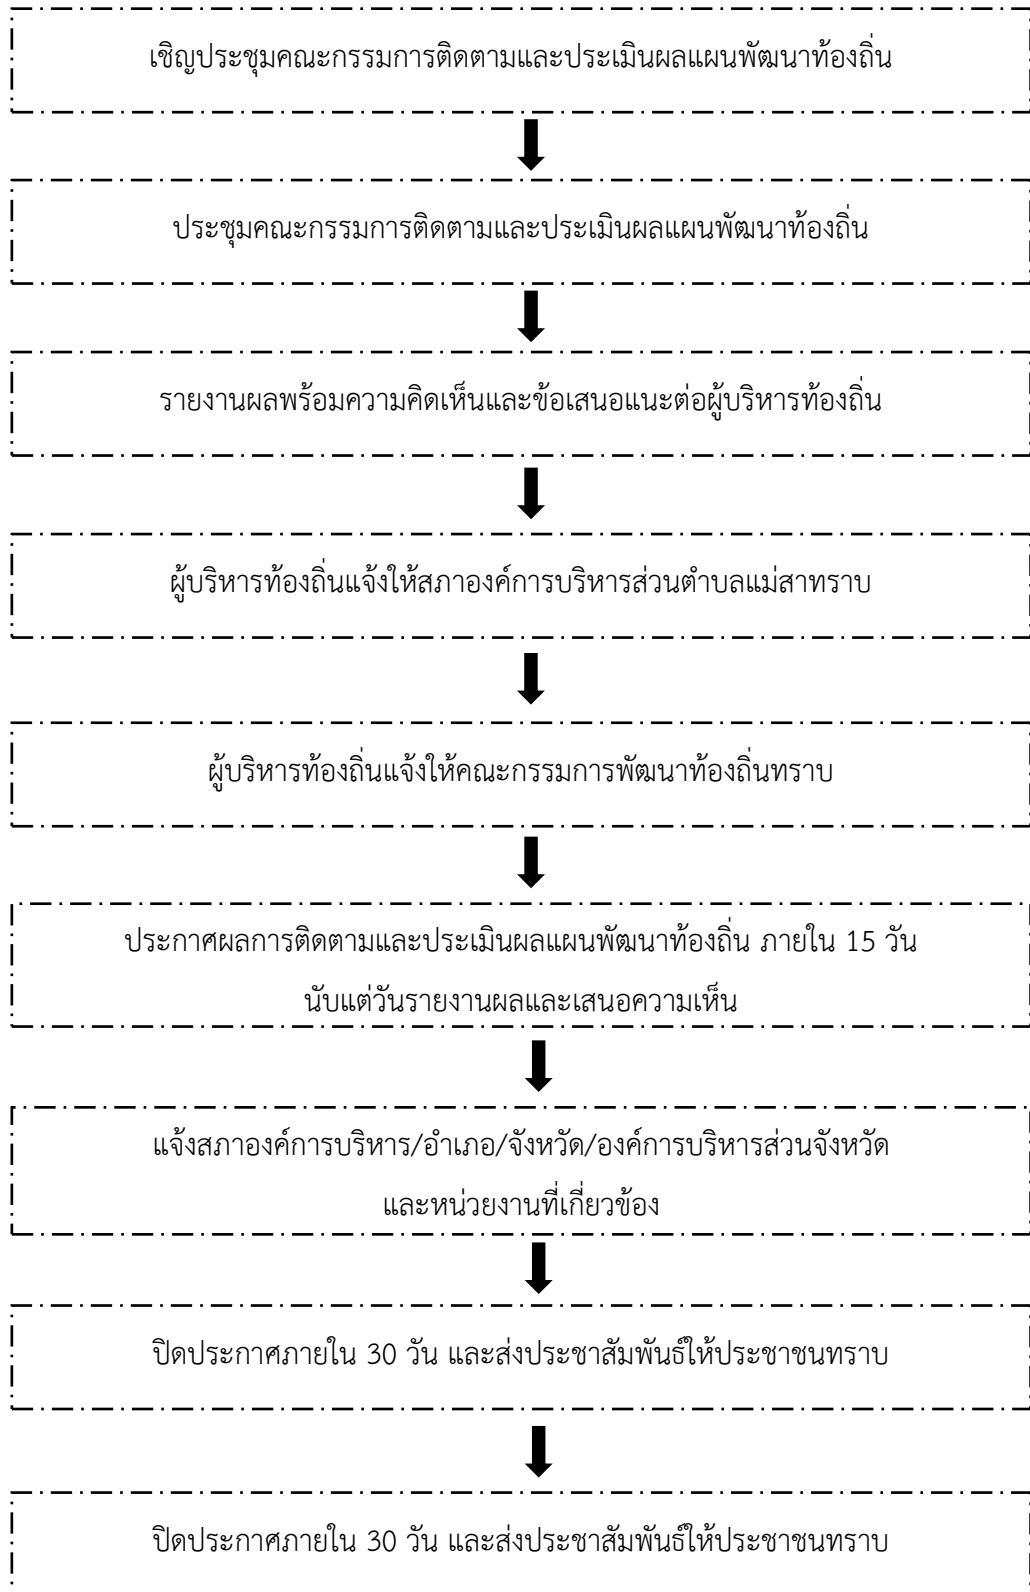 เชิญประชุมคณะกรรมการติดตามและประเมินผลแผนพัฒนาท้องถิ่น
ประชุมคณะกรรมการติดตามและประเมินผลแผนพัฒนาท้องถิ่น
รายงานผลพร้อมความคิดเห็นและข้อเสนอแนะต่อผู้บริหารท้องถิ่น
ผู้บริหารท้องถิ่นแจ้งให้สภาองค์การบริหารส่วนตำบลแม่สาทราบ
ผู้บริหารท้องถิ่นแจ้งให้คณะกรรมการพัฒนาท้องถิ่นทราบ
ประกาศผลการติดตามและประเมินผลแผนพัฒนาท้องถิ่น ภายใน 15 วัน
นับแต่วันรายงานผลและเสนอความเห็น
แจ้งสภาองค์การบริหาร/อำเภอ/จังหวัด/องค์การบริหารส่วนจังหวัด
และหน่วยงานที่เกี่ยวข้อง
ปิดประกาศภายใน 30 วัน และส่งประชาสัมพันธ์ให้ประชาชนทราบ
ปิดประกาศภายใน 30 วัน และส่งประชาสัมพันธ์ให้ประชาชนทราบ